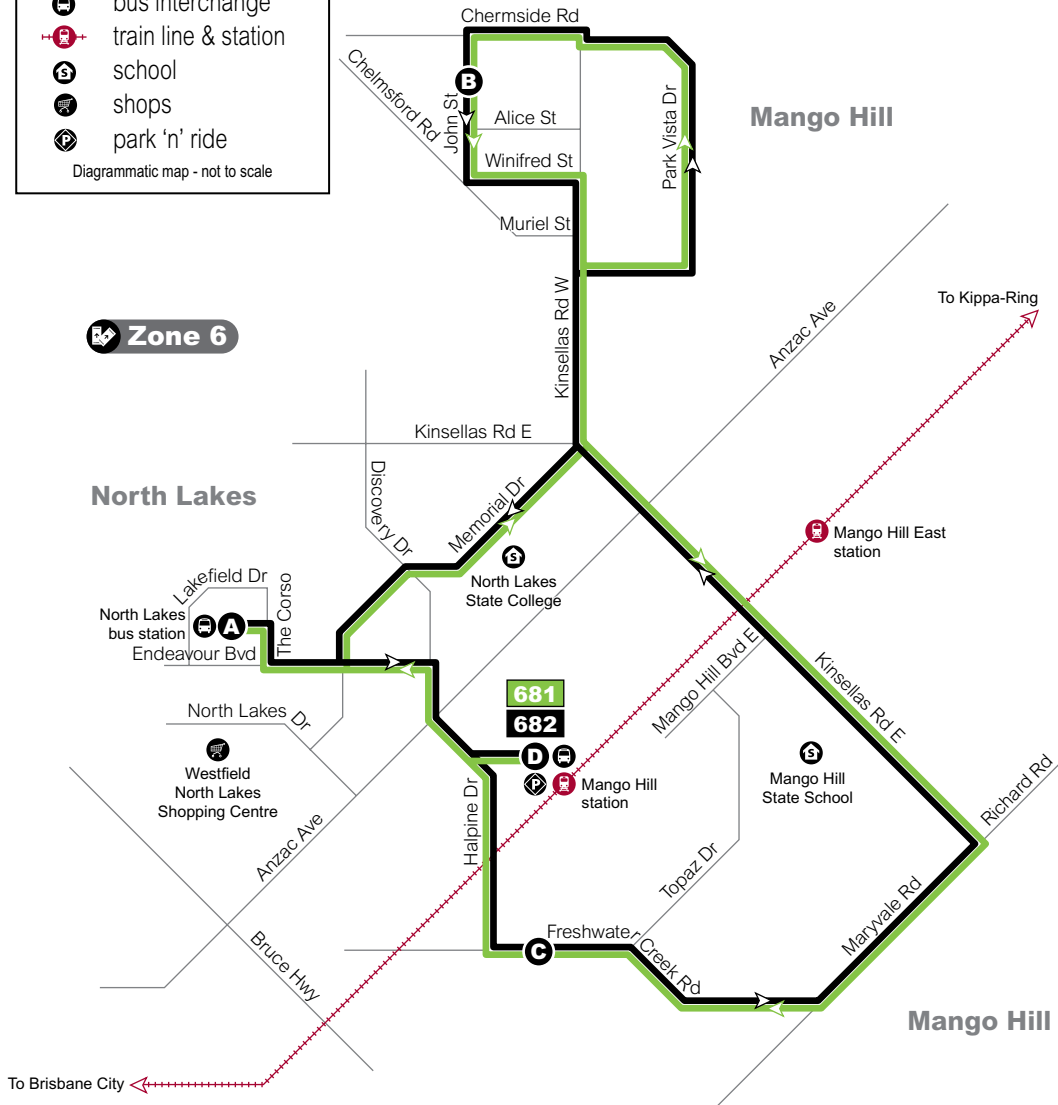 bus interchange
train line & station
S
school
shops
P
park 'n' ride
Diagrammatic map - not to scale
Chermside Rd
Chelmsford Rd
B
John St
Alice St
Winifred St
Park Vista Dr
Mango Hill
Muriel St
Kinsellas Rd W
Zone 6
To Kippa-Ring
Anzac Ave
Kinsellas Rd E
North Lakes
Discovery Dr
Memorial Dr
Mango Hill East
station
S
North Lakes
State College
Lakefield Dr
The Corso
North Lakes
bus station
A
Endeavour Bvd
Mango Hill Bvd E
Kinsellas Rd E
681
682
North Lakes Dr
D
P
Mango Hill
station
S
Mango Hill
State School
Westfield
North Lakes
Shopping Centre
Richard Rd
Halpine Dr
Anzac Ave
Topaz Dr
Maryvale Rd
C
Freshwater Creek Rd
Bruce Hwy
Mango Hill
To Brisbane City